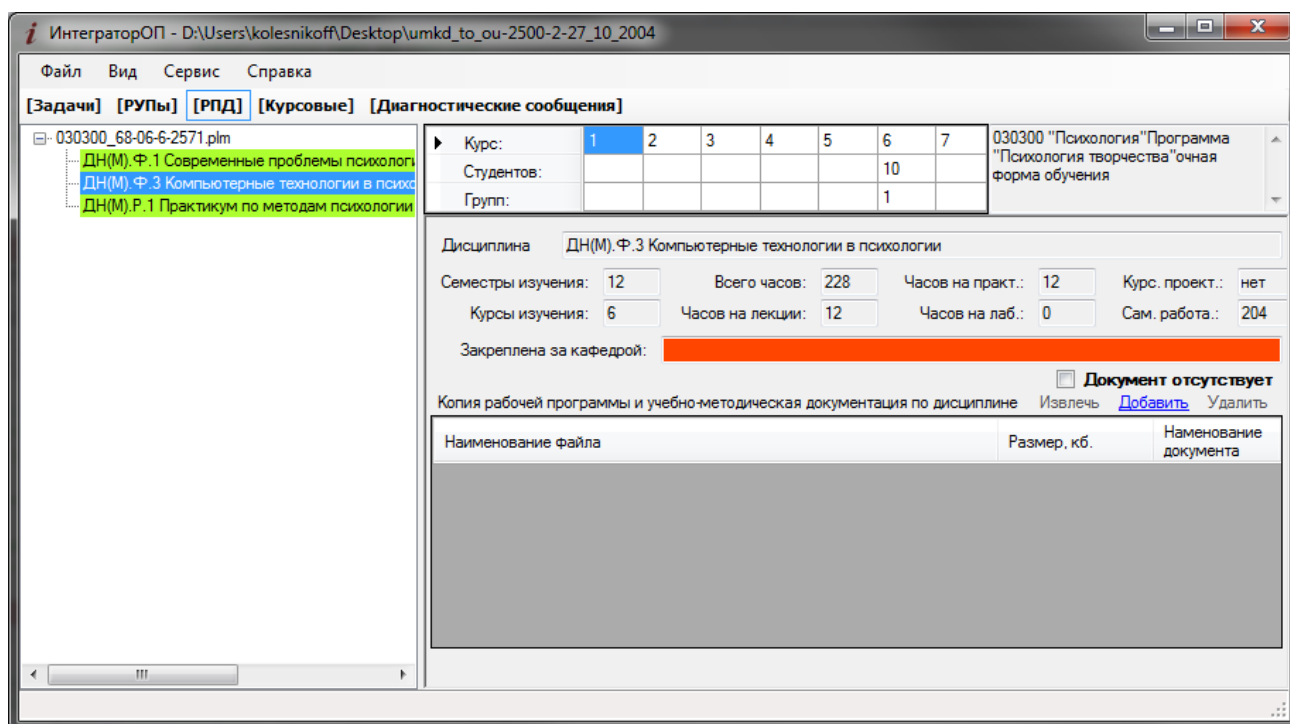 ИнтеграторОП - D:\Users\kolesnikoff\Desktop\umkd_to_ou-2500-2-27_10_2004
Файл Вид Сервис Справка
[Задачи] [РУПы] [РПД] [Курсовые] [Диагностические сообщения]
030300_68-06-6-2571.plm
ДН(М).Ф.1 Современные проблемы психологи
ДН(М).Ф.3 Компьютерные технологии в психо
ДН(М).Р.1 Практикум по методам психологии
Курс: 1 2 3 4 5 6 7
Студентов: 10
Групп: 1
030300 "Психология"Программа
"Психология творчества"очная
форма обучения
Дисциплина ДН(М).Ф.3 Компьютерные технологии в психологии
Семестры изучения: 12 Всего часов: 228 Часов на практ.: 12 Курс. проект.: нет
Курсы изучения: 6 Часов на лекции: 12 Часов на лаб.: 0 Сам. работа.: 204
Закреплена за кафедрой:
Документ отсутствует
Копия рабочей программы и учебно-методическая документация по дисциплине Извлечь Добавить Удалить
Наименование файла Размер, кб. Наменование
документа